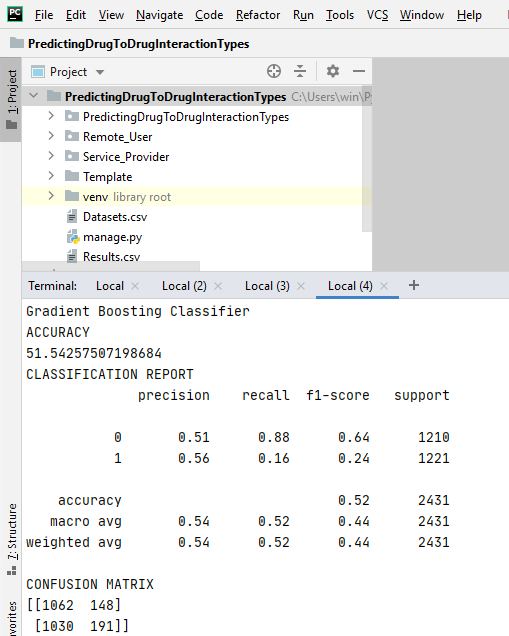 PC File Edit View Navigate Code Refactor Run Tools VCS Window Help
PredictingDrugToDrugInteractionTypes
1: Project
Project
PredictingDrugToDrugInteractionTypes C:\Users\win\P
PredictingDrugToDrugInteractionTypes
Remote_User
Service_Provider
Template
venv library root
Datasets.csv
manage.py
Results.csv
Terminal: Local Local (2) Local (3) Local (4)
Gradient Boosting Classifier
ACCURACY
51.54257507198684
CLASSIFICATION REPORT
precision recall f1-score support
0 0.51 0.88 0.64 1210
1 0.56 0.16 0.24 1221
accuracy 0.52 2431
macro avg 0.54 0.52 0.44 2431
weighted avg 0.54 0.52 0.44 2431
CONFUSION MATRIX
[[1062 148]
[1030 191]]
7: Structure
vorites